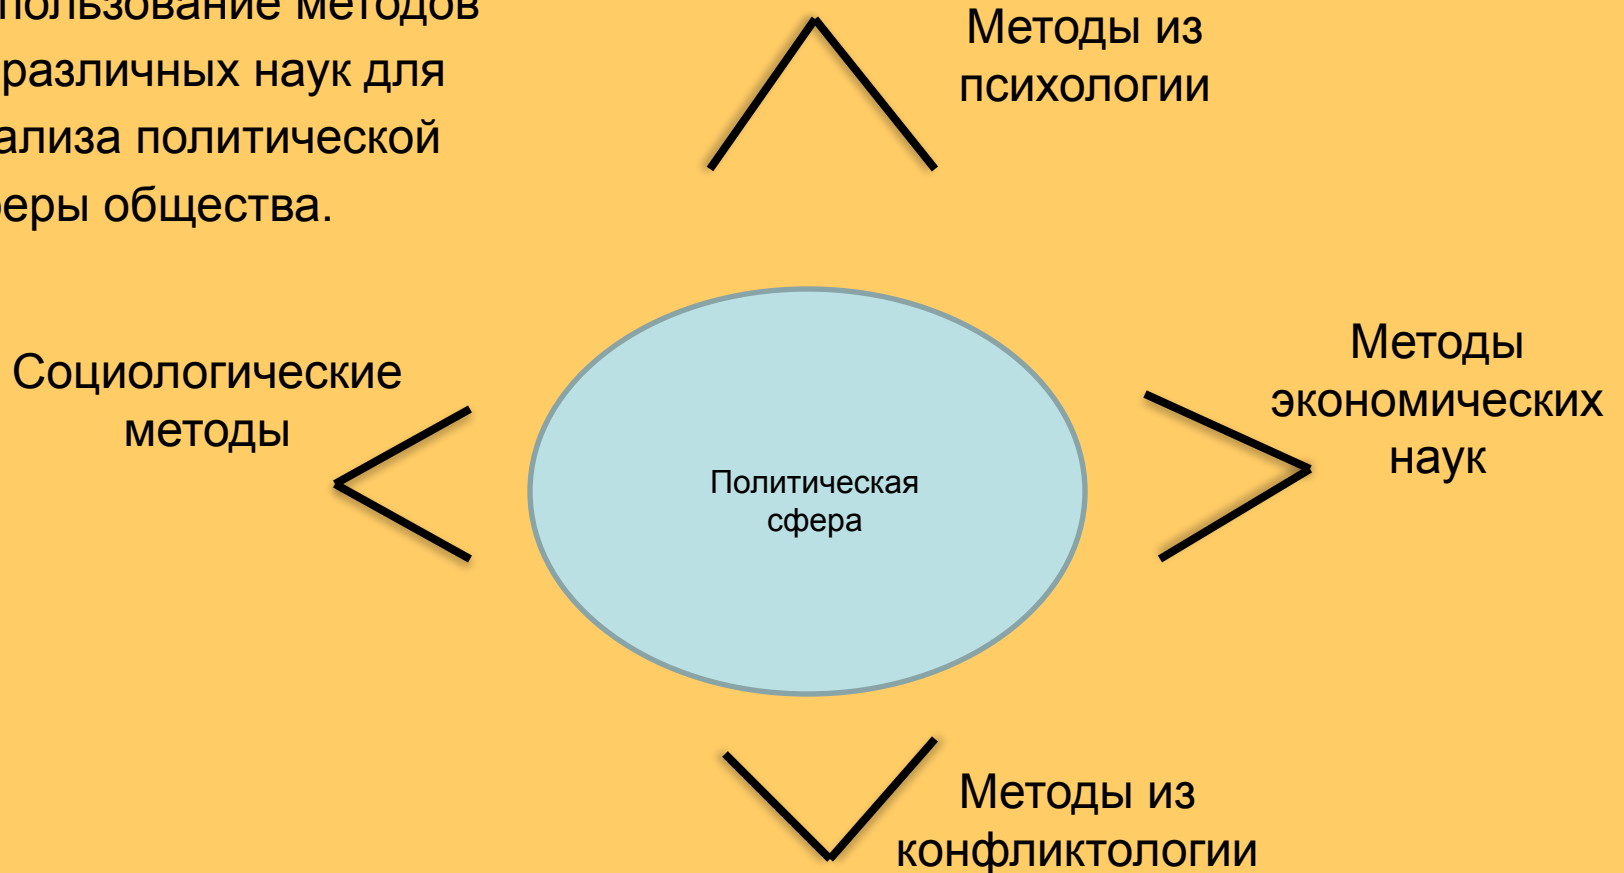 пользование методов
различных наук для
ализа политической
еры общества.
Методы из
психологии
Социологические
методы
Методы
экономических
наук
Политическая
сфера
Методы из
конфликтологии